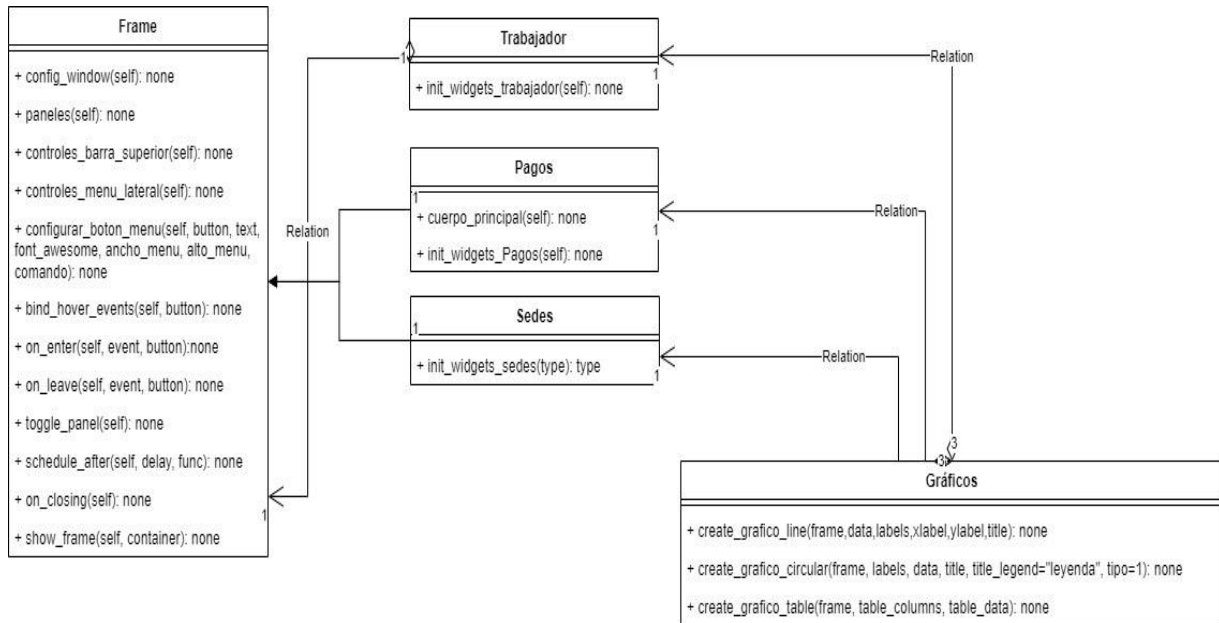 Frame
+ config_window(self): none
+ paneles(self): none
+ controles_barra_superior(self): none
+ controles_menu_lateral(self): none
+ configurar_boton_menu(self, button, text,
font_awesome, ancho_menu, alto_menu,
comando): none
+ bind_hover_events(self, button): none
+ on_enter(self, event, button):none
+ on_leave(self, event, button): none
+ toggle_panel(self): none
+ schedule_after(self, delay, func): none
+ on_closing(self): none
+ show_frame(self, container): none
1
Relation
1
Trabajador
+ init_widgets_trabajador(self): none
1
Relation
Pagos
1
+ cuerpo_principal(self): none
+ init_widgets_Pagos(self): none
1
Relation
Sedes
1
+ init_widgets_sedes(type): type
1
Relation
3
3
Gráficos
+ create_grafico_line(frame,data,labels,xlabel,ylabel,title): none
+ create_grafico_circular(frame, labels, data, title, title_legend="leyenda", tipo=1): none
+ create_grafico_table(frame, table_columns, table_data): none